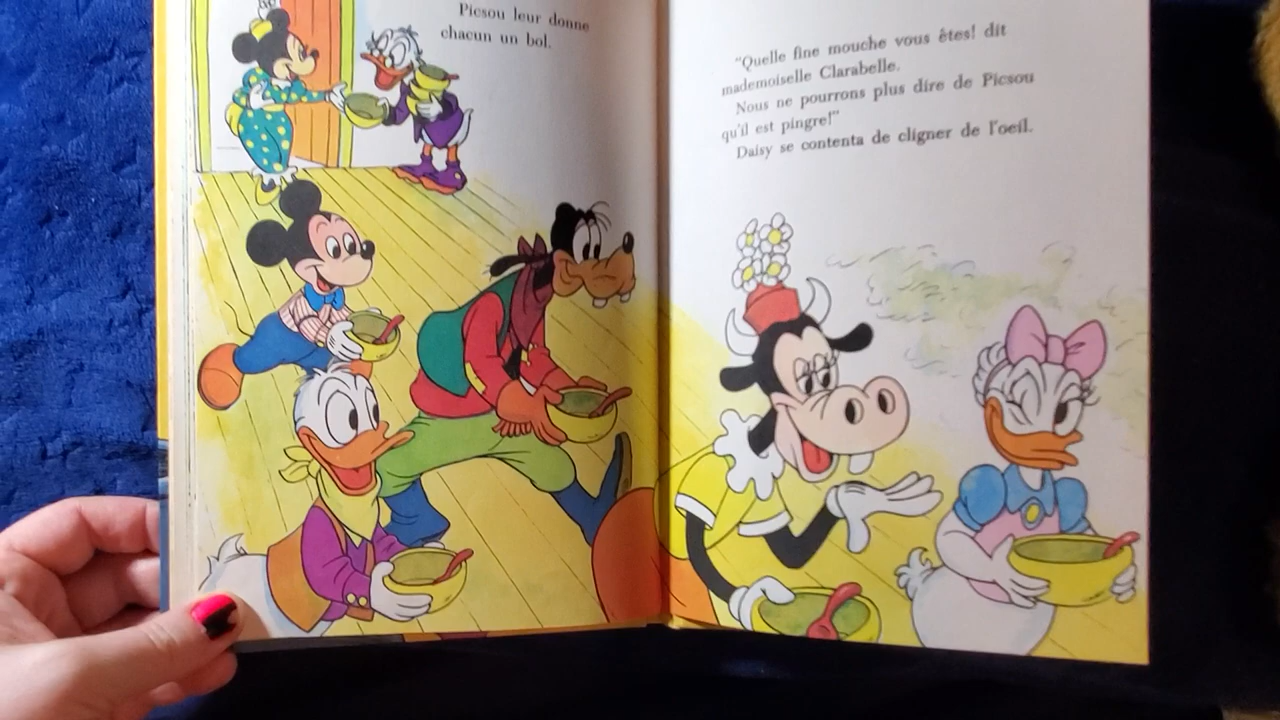 Picsou leur donne
chacun un bol.
"Quelle fine mouche vous êtes! dit
mademoiselle Clarabelle.
Nous ne pourrons plus dire de Picsou
qu'il est pingre!"
Daisy se contenta de cligner de l'oeil.